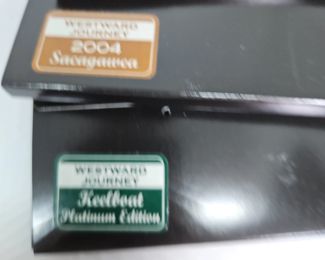 WESTWARD
JOURNEY
2004
Sacagawea
WESTWARD
JOURNEY
Keelboat
Platinum Edition